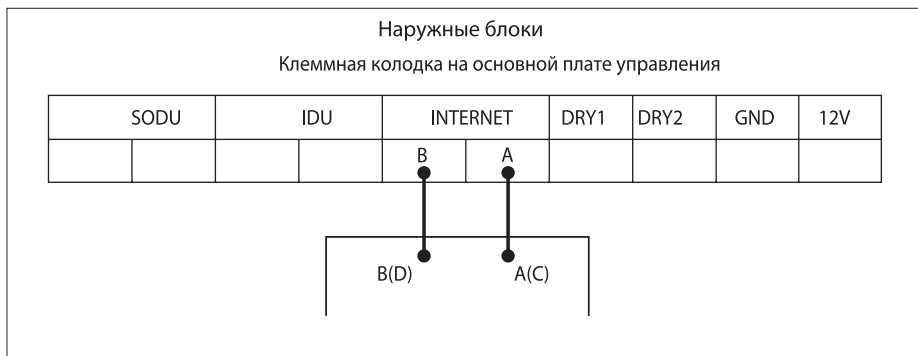 Наружные блоки
Клеммная колодка на основной плате управления
SODU IDU INTERNET DRY1 DRY2 GND 12V
B A
B(D) A(C)